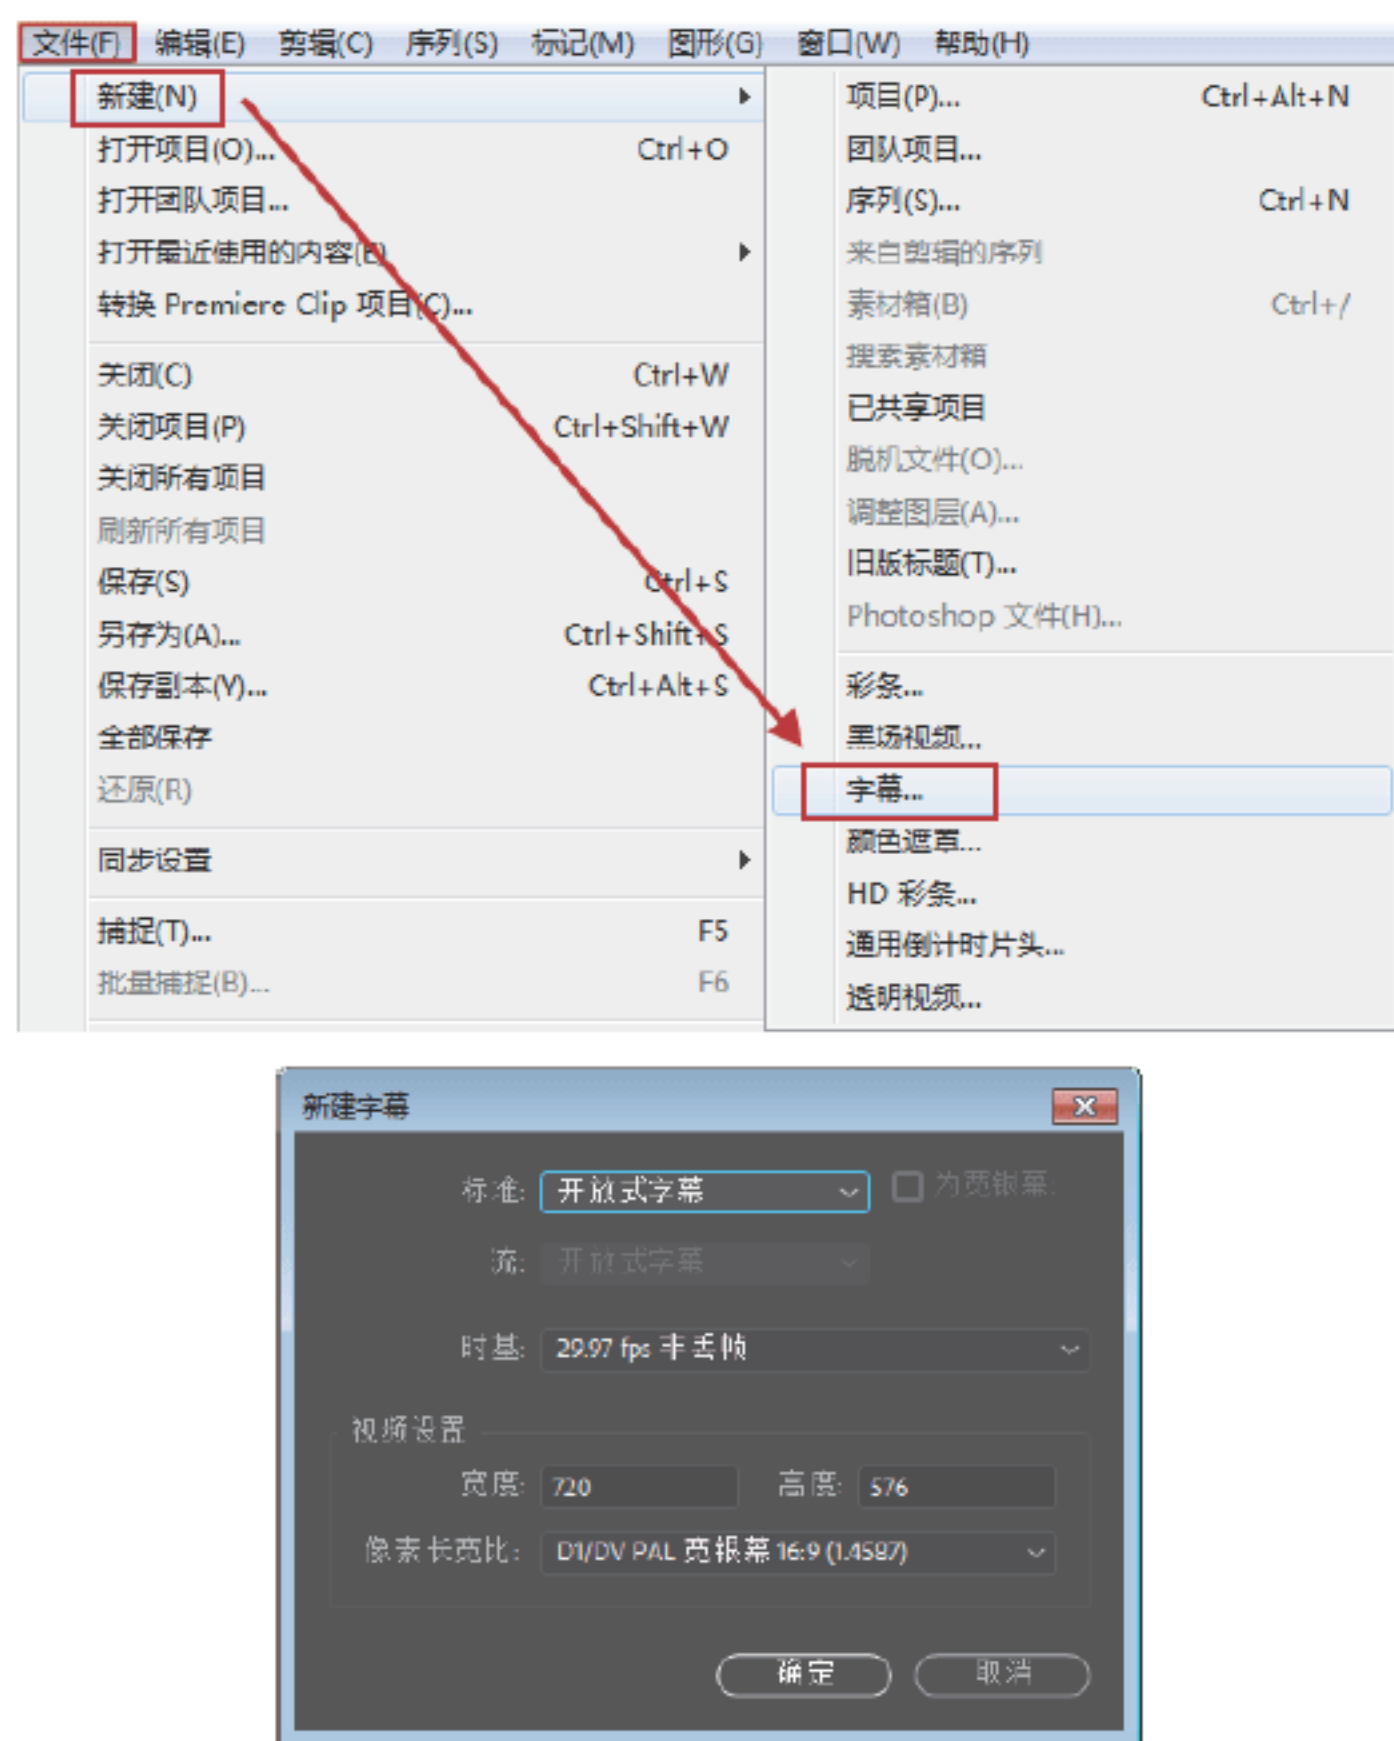 文件(F) 编辑(E) 剪辑(C) 序列(S) 标记(M) 图形(G) 窗口(W) 帮助(H)
新建(N)
打开项目(O)... Ctrl+O
打开团队项目...
打开最近使用的内容(E)
转换 Premiere Clip 项目(C)...
关闭(C) Ctrl+W
关闭项目(P) Ctrl+Shift+W
关闭所有项目
刷新所有项目
保存(S) Ctrl+S
另存为(A)... Ctrl+Shift+S
保存副本(Y)... Ctrl+Alt+S
全部保存
还原(R)
同步设置
捕捉(T)... F5
批量捕捉(B)... F6
项目(P)... Ctrl+Alt+N
团队项目...
序列(S)... Ctrl+N
来自剪辑的序列
素材箱(B) Ctrl+/
搜索素材箱
已共享项目
脱机文件(O)...
调整图层(A)...
旧版标题(T)...
Photoshop 文件(H)...
彩条...
黑场视频...
字幕...
颜色遮罩...
HD 彩条...
通用倒计时片头...
透明视频...
新建字幕
标准: 开放式字幕 为宽银幕:
流: 开放式字幕
时基: 29.97 fps 非丢帧
视频设置
宽度: 720 高度: 576
像素长宽比: D1/DV PAL 宽银幕 16:9 (1.4587)
确定 取消